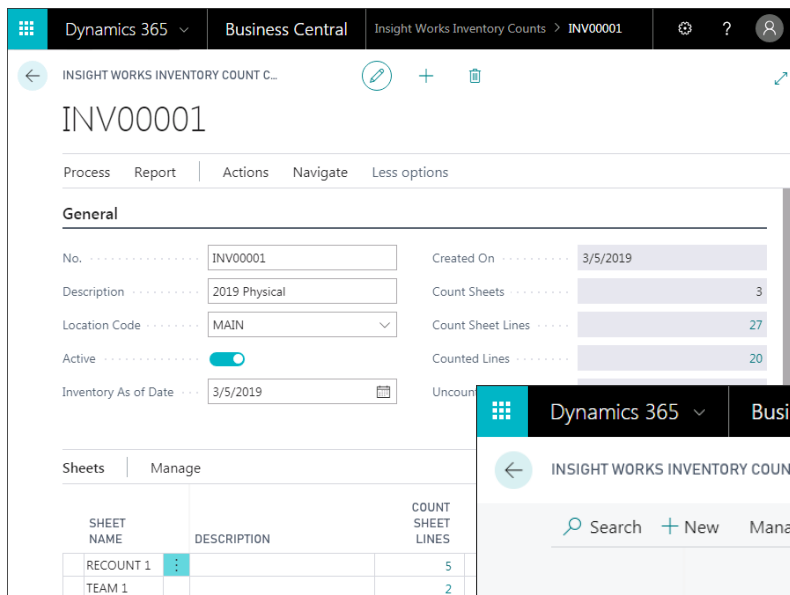 Dynamics 365 Business Central Insight Works Inventory Counts > INV00001 ?
INSIGHT WORKS INVENTORY COUNT C...
INV00001
Process Report Actions Navigate Less options
General
No. INV00001 Created On 3/5/2019
Description 2019 Physical Count Sheets 3
Location Code MAIN Count Sheet Lines 27
Active Counted Lines 20
Inventory As of Date 3/5/2019 Uncount
Sheets Manage
SHEET NAME DESCRIPTION COUNT SHEET LINES
RECOUNT 1 5
TEAM 1 2
Dynamics 365 Busi
INSIGHT WORKS INVENTORY COUN
Search + New Mana